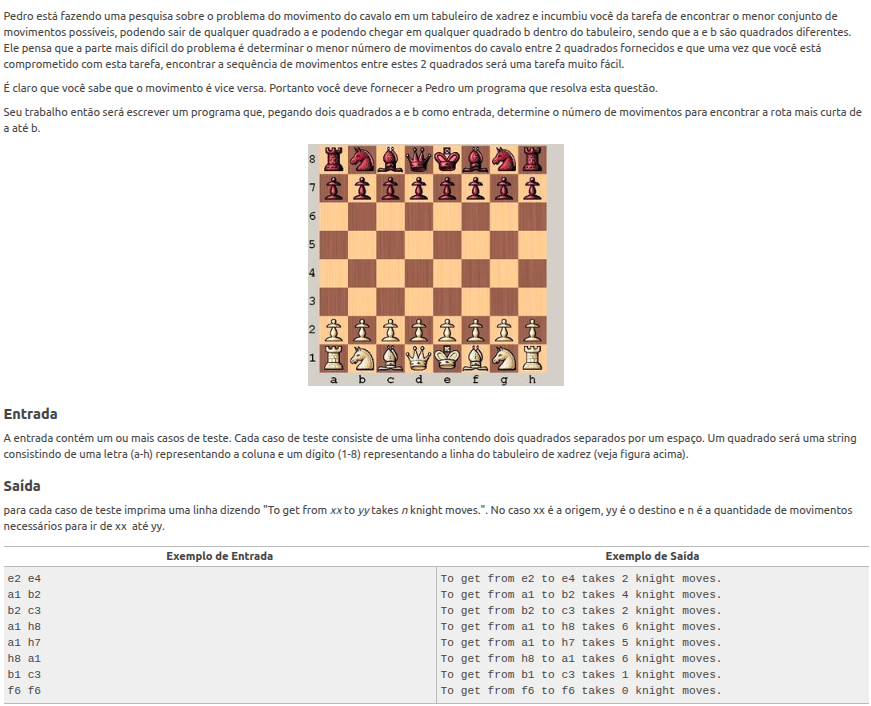 Pedro está fazendo uma pesquisa sobre o problema do movimento do cavalo em um tabuleiro de xadrez e incumbiu você da tarefa de encontrar o menor conjunto de
movimentos possíveis, podendo sair de qualquer quadrado a e podendo chegar em qualquer quadrado b dentro do tabuleiro, sendo que a e b são quadrados diferentes.
Ele pensa que a parte mais difícil do problema é determinar o menor número de movimentos do cavalo entre 2 quadrados fornecidos e que uma vez que você está
comprometido com esta tarefa, encontrar a sequência de movimentos entre estes 2 quadrados será uma tarefa muito fácil.
É claro que você sabe que o movimento é vice versa. Portanto você deve fornecer a Pedro um programa que resolva esta questão.
Seu trabalho então será escrever um programa que, pegando dois quadrados a e b como entrada, determine o número de movimentos para encontrar a rota mais curta de
a até b.
8
7
6
5
4
3
2
1
a b c d e f g h
Entrada
A entrada contém um ou mais casos de teste. Cada caso de teste consiste de uma linha contendo dois quadrados separados por um espaço. Um quadrado será uma string
consistindo de uma letra (a-h) representando a coluna e um dígito (1-8) representando a linha do tabuleiro de xadrez (veja figura acima).
Saída
para cada caso de teste imprima uma linha dizendo "To get from xx to yy takes n knight moves.". No caso xx é a origem, yy é o destino e n é a quantidade de movimentos
necessários para ir de xx até yy.
Exemplo de Entrada Exemplo de Saída
e2 e4 To get from e2 to e4 takes 2 knight moves.
a1 b2 To get from a1 to b2 takes 4 knight moves.
b2 c3 To get from b2 to c3 takes 2 knight moves.
a1 h8 To get from a1 to h8 takes 6 knight moves.
a1 h7 To get from a1 to h7 takes 5 knight moves.
h8 a1 To get from h8 to a1 takes 6 knight moves.
b1 c3 To get from b1 to c3 takes 1 knight moves.
f6 f6 To get from f6 to f6 takes 0 knight moves.